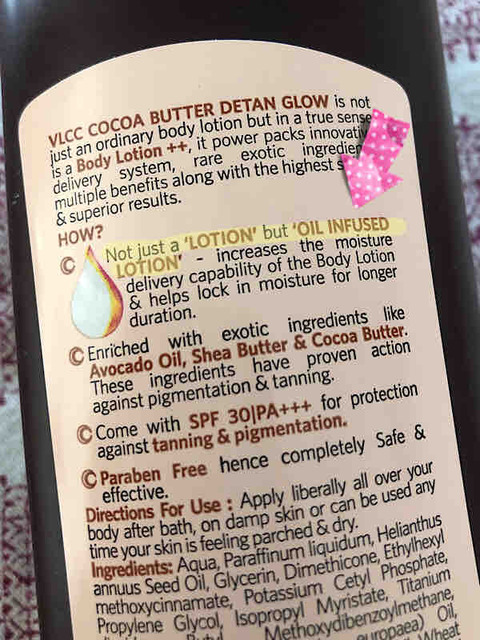 VLCC COCOA BUTTER DETAN GLOW is not
just an ordinary body lotion but in a true sense
is a Body Lotion ++, it power packs
delivery system, rare exotic
multiple benefits along with the highest
& superior results.
HOW?
© Not just a 'LOTION' but 'OIL INFUSED
LOTION' - increases the moisture
delivery capability of the Body Lotion
& helps lock in moisture for longer
duration.
© Enriched with exotic ingredients like
Avocado Oil, Shea Butter & Cocoa Butter.
These ingredients have proven action
against pigmentation & tanning.
© Come with SPF 30|PA+++ for protection
against tanning & pigmentation.
© Paraben Free hence completely Safe &
effective.
Directions For Use : Apply liberally all over your
body after bath, on damp skin or can be used any
time your skin is feeling parched & dry.
Ingredients: Aqua, Paraffinum liquidum, Helianthus
annuus Seed Oil, Glycerin, Dimethicone, Ethylhexyl
methoxycinnamate, Potassium Cetyl Phosphate,
Propylene Glycol, Isopropyl Myristate, Titanium
Methoxydibenzoylmethane,
Oil,